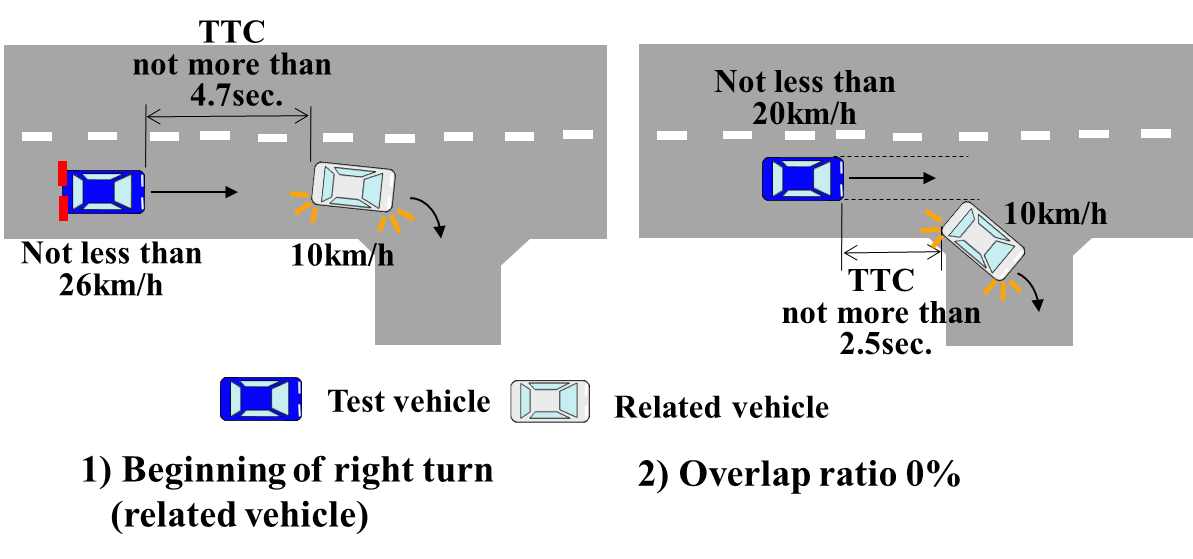 TTC
not more than
4.7sec.
Not less than
26km/h
10km/h
Not less than
20km/h
10km/h
TTC
not more than
2.5sec.
Test vehicle
Related vehicle
1) Beginning of right turn
(related vehicle)
2) Overlap ratio 0%